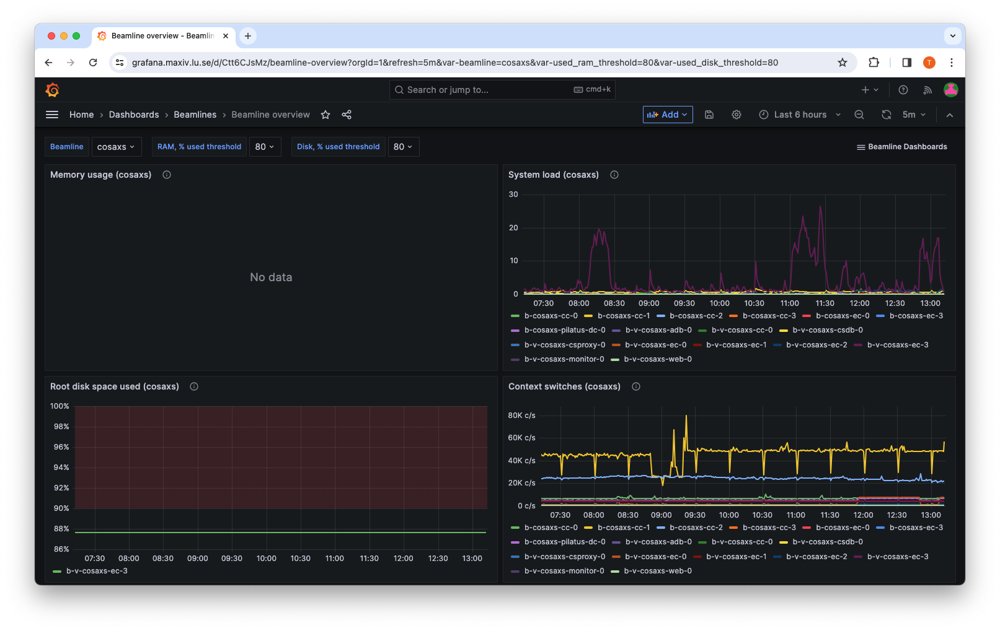 Beamline overview - Beamlin
grafana.maxiv.lu.se/d/Ctt6CJsMz/beamline-overview?orgId=1&refresh=5m&var-beamline=cosaxs&var-used_ram_threshold=80&var-used_disk_threshold=80
T
Search or jump to...
cmd+k
Home › Dashboards › Beamlines › Beamline overview
Add
Last 6 hours
5m
Beamline
cosaxs
RAM, % used threshold
80
Disk, % used threshold
80
Beamline Dashboards
Memory usage (cosaxs)
No data
System load (cosaxs)
30
20
10
0
07:30 08:00 08:30 09:00 09:30 10:00 10:30 11:00 11:30 12:00 12:30 13:00
b-cosaxs-cc-0 b-cosaxs-cc-1 b-cosaxs-cc-2 b-cosaxs-cc-3 b-cosaxs-ec-0 b-cosaxs-ec-3
b-cosaxs-pilatus-dc-0 b-v-cosaxs-adb-0 b-v-cosaxs-cc-0 b-v-cosaxs-csdb-0
b-v-cosaxs-csproxy-0 b-v-cosaxs-ec-0 b-v-cosaxs-ec-1 b-v-cosaxs-ec-2 b-v-cosaxs-ec-3
b-v-cosaxs-monitor-0 b-v-cosaxs-web-0
Root disk space used (cosaxs)
100%
98%
96%
94%
92%
90%
88%
86%
07:30 08:00 08:30 09:00 09:30 10:00 10:30 11:00 11:30 12:00 12:30 13:00
b-v-cosaxs-ec-3
Context switches (cosaxs)
80K c/s
60K c/s
40K c/s
20K c/s
0 c/s
07:30 08:00 08:30 09:00 09:30 10:00 10:30 11:00 11:30 12:00 12:30 13:00
b-cosaxs-cc-0 b-cosaxs-cc-1 b-cosaxs-cc-2 b-cosaxs-cc-3 b-cosaxs-ec-0 b-cosaxs-ec-3
b-cosaxs-pilatus-dc-0 b-v-cosaxs-adb-0 b-v-cosaxs-cc-0 b-v-cosaxs-csdb-0
b-v-cosaxs-csproxy-0 b-v-cosaxs-ec-0 b-v-cosaxs-ec-1 b-v-cosaxs-ec-2 b-v-cosaxs-ec-3
b-v-cosaxs-monitor-0 b-v-cosaxs-web-0